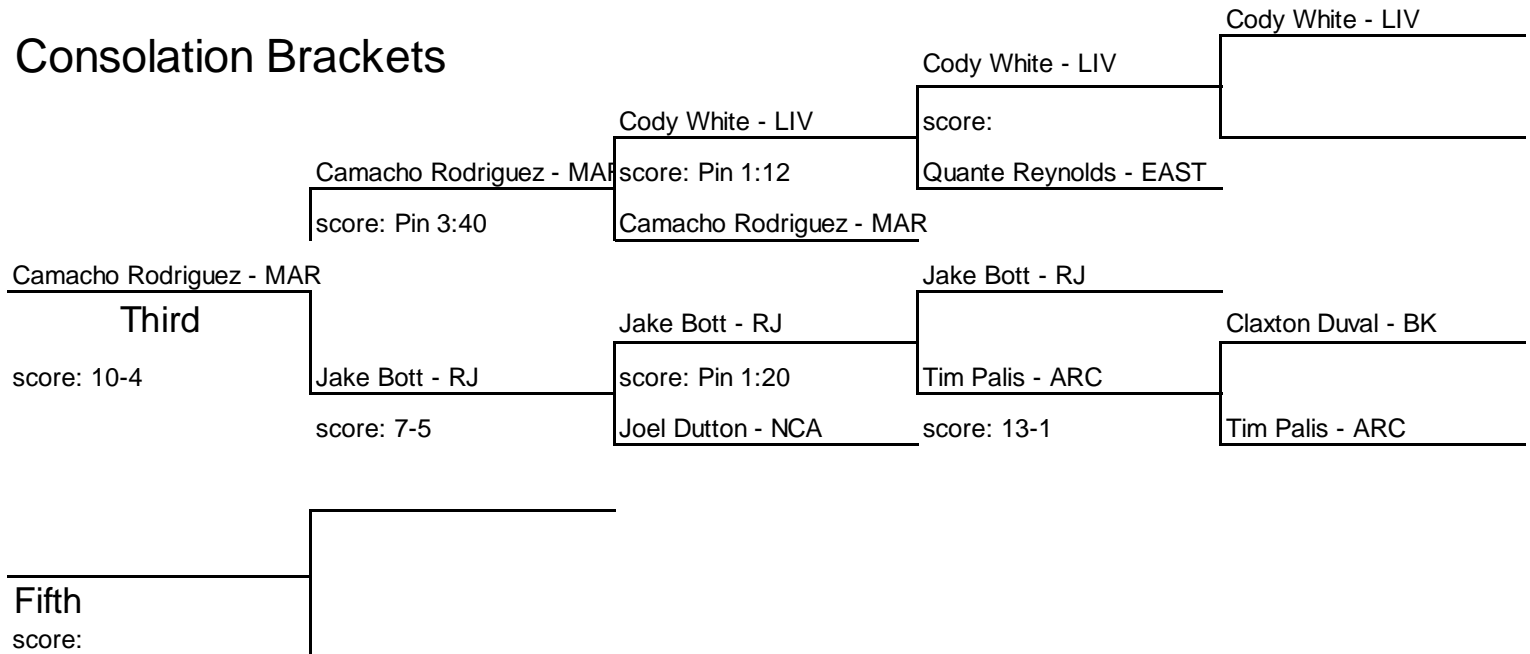 Cody White - LIV
Consolation Brackets
Cody White - LIV
Cody White - LIV
score:
Camacho Rodriguez - MAR
score: Pin 1:12
Quante Reynolds - EAST
score: Pin 3:40
Camacho Rodriguez - MAR
Camacho Rodriguez - MAR
Jake Bott - RJ
Third
Jake Bott - RJ
Claxton Duval - BK
score: 10-4
Jake Bott - RJ
score: Pin 1:20
Tim Palis - ARC
score: 7-5
Joel Dutton - NCA
score: 13-1
Tim Palis - ARC
Fifth
score: